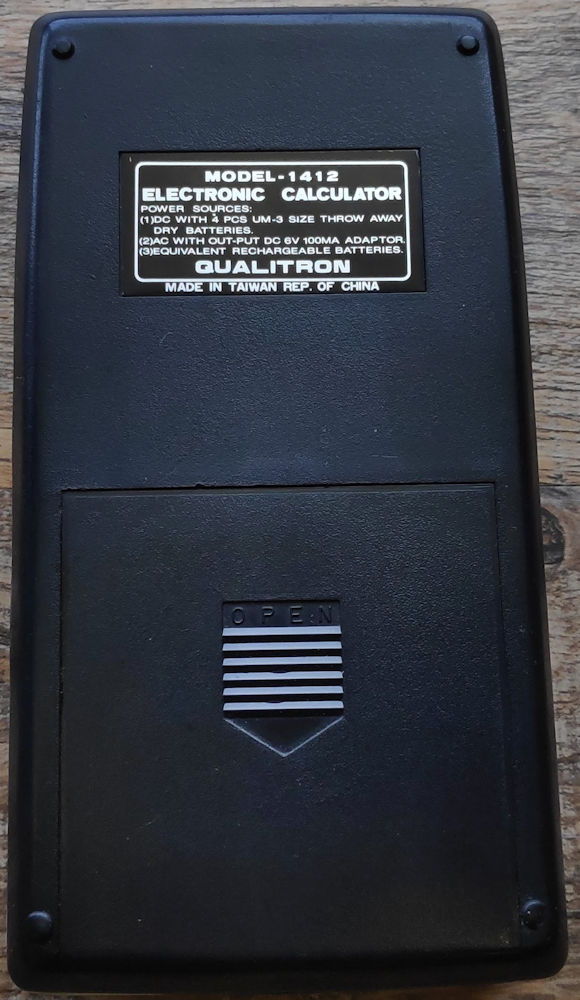 MODEL-1412
ELECTRONIC CALCULATOR
POWER SOURCES:
(1)DC WITH 4 PCS UM-3 SIZE THROW AWAY
DRY BATTERIES.
(2)AC WITH OUT-PUT DC 6V 100MA ADAPTOR.
(3)EQUIVALENT RECHARGEABLE BATTERIES.
QUALITRON
MADE IN TAIWAN REP. OF CHINA
OPEN